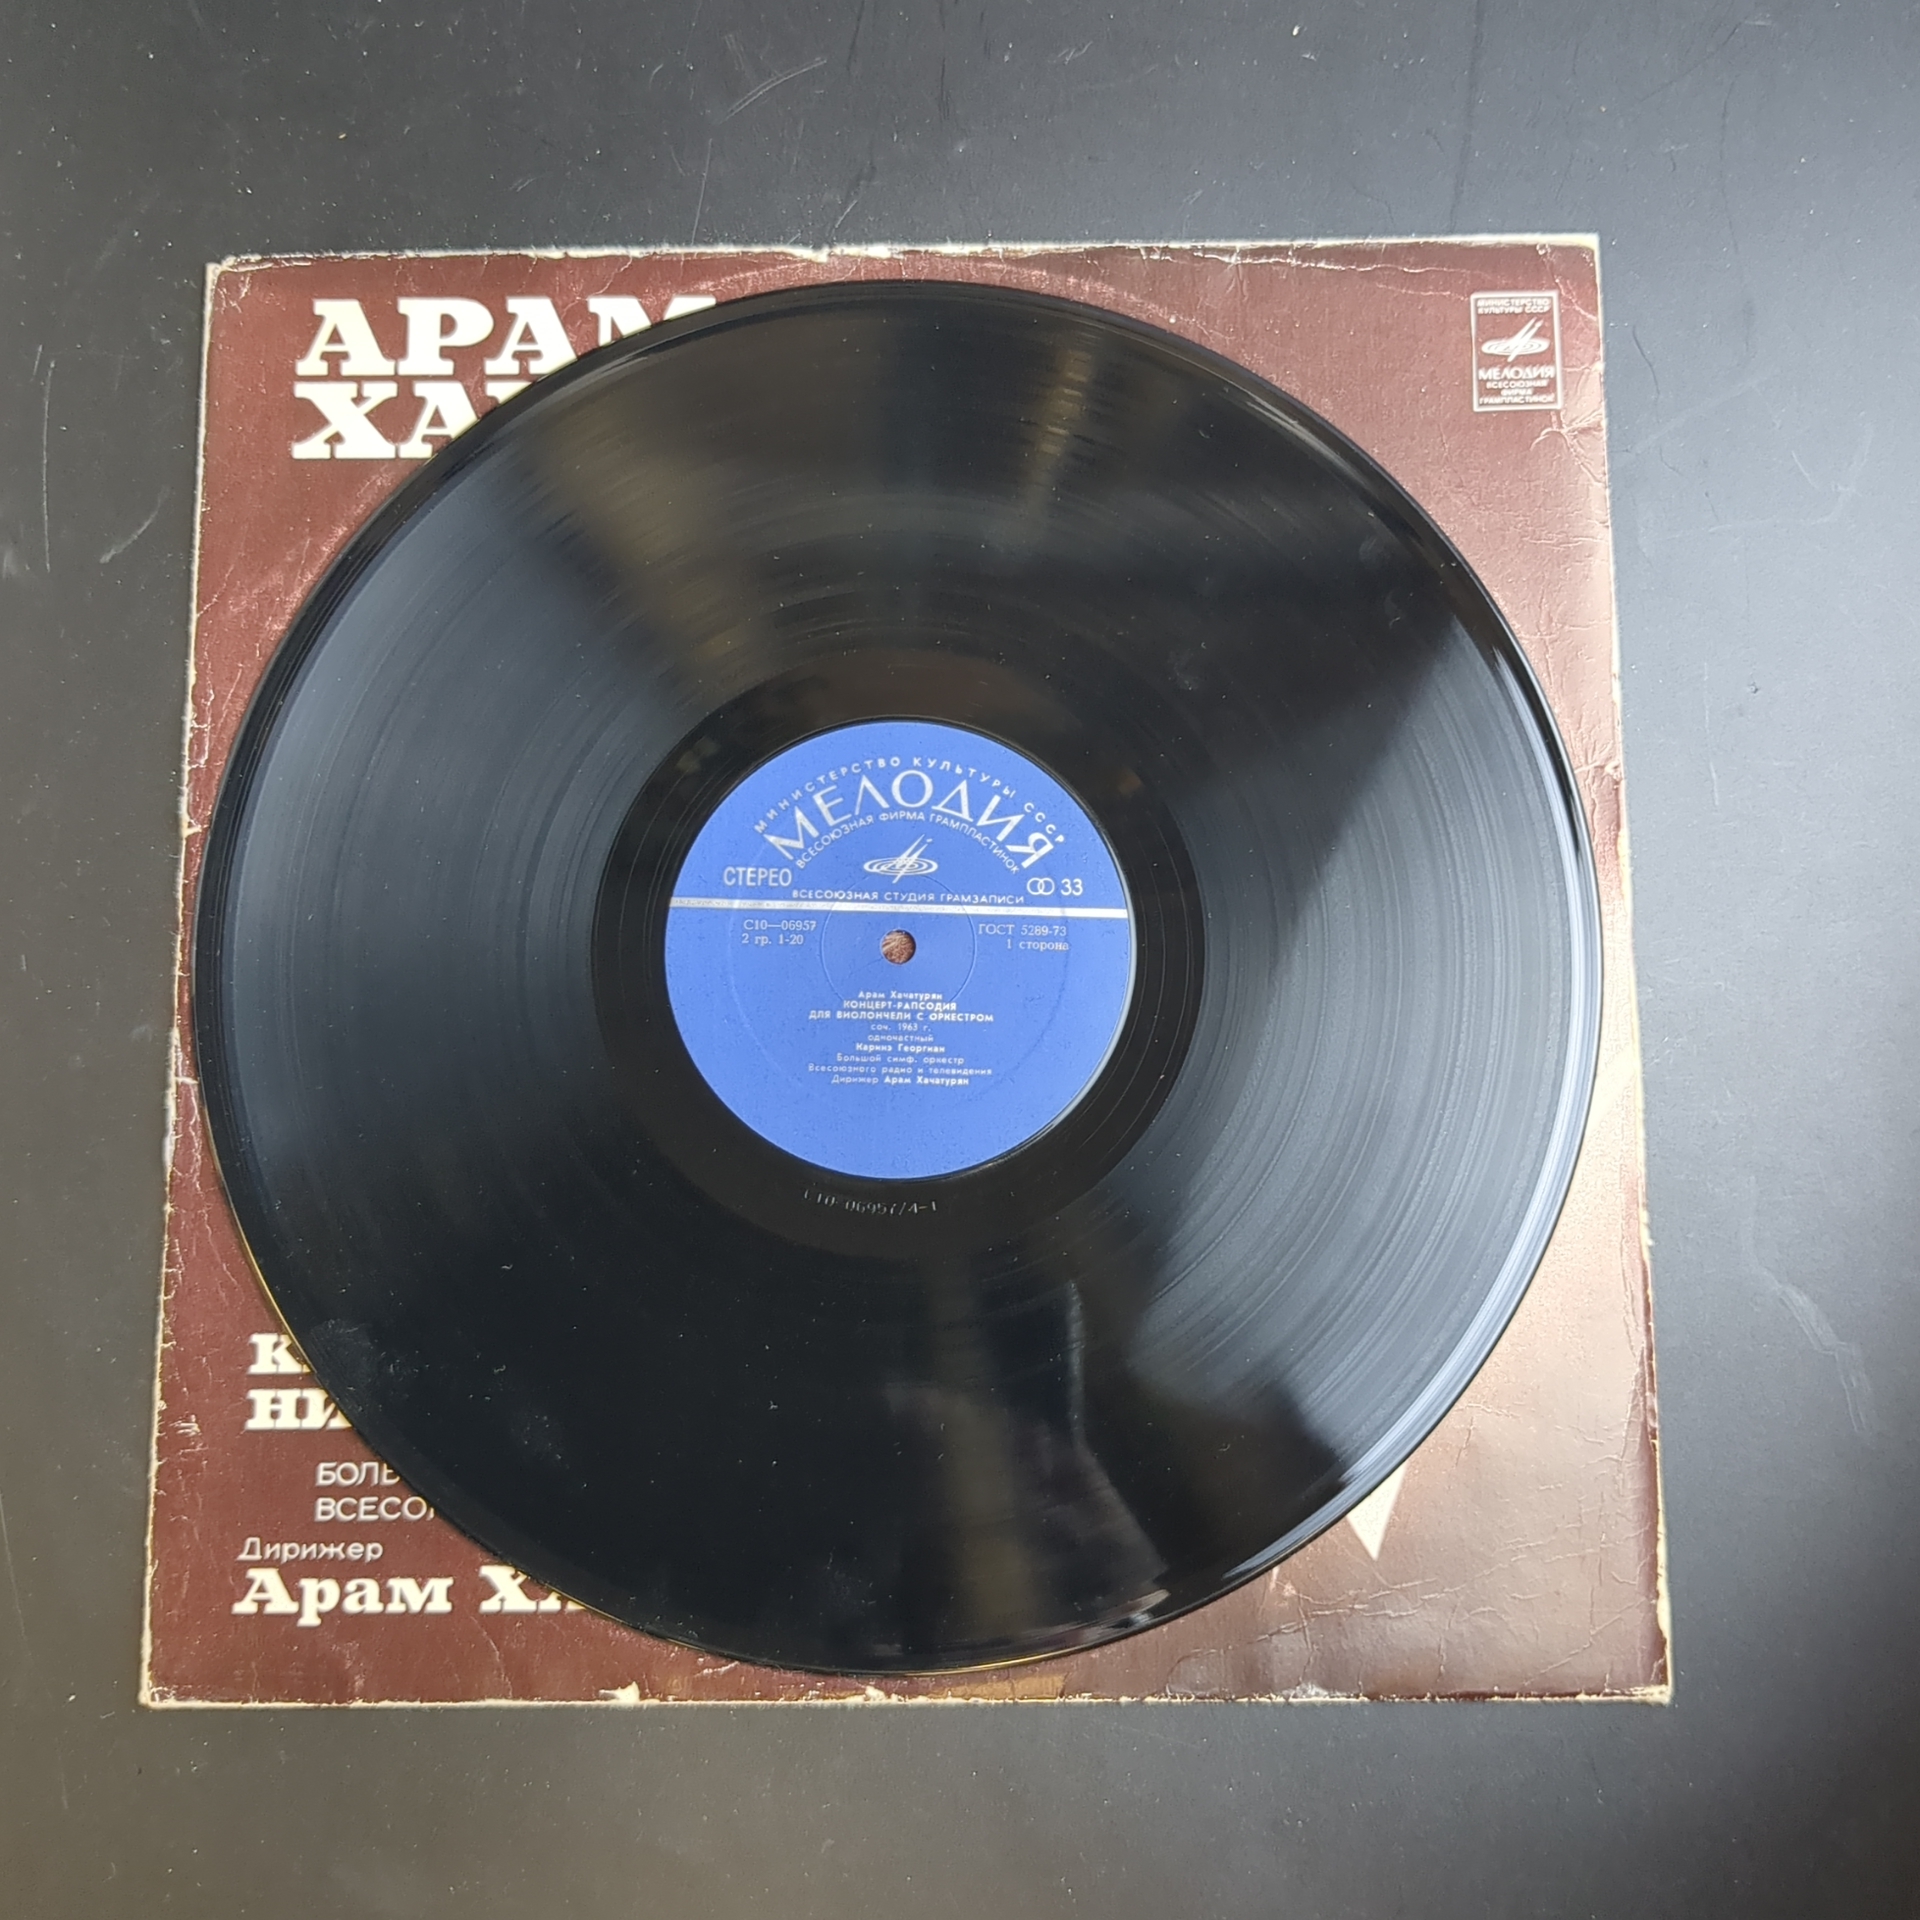 АРАМ
ХАЧ
МИНИСТЕРСТВО
КУЛЬТУРЫ СССР
МЕЛОДИЯ
ВСЕСОЮЗНАЯ
ФИРМА
ГРАМПЛАСТИНОК
МИНИСТЕРСТВО КУЛЬТУРЫ СССР
МЕЛОДИЯ
ВСЕСОЮЗНАЯ ФИРМА ГРАМПЛАСТИНОК
СТЕРЕО
33
ВСЕСОЮЗНАЯ СТУДИЯ ГРАМЗАПИСИ
С10—06957
ГОСТ 5289-73
2 гр. 1-20
1 сторона
Арам Хачатурян
КОНЦЕРТ-РАПСОДИЯ
ДЛЯ ВИОЛОНЧЕЛИ С ОРКЕСТРОМ
соч. 1963 г.
одночастный
Каринэ Георгиан
Большой симф. оркестр
Всесоюзного радио и телевидения
Дирижер Арам Хачатурян
С10-06957/4-1
К
НИ
БОЛЬ
ВСЕСО
Дирижер
Арам Ха